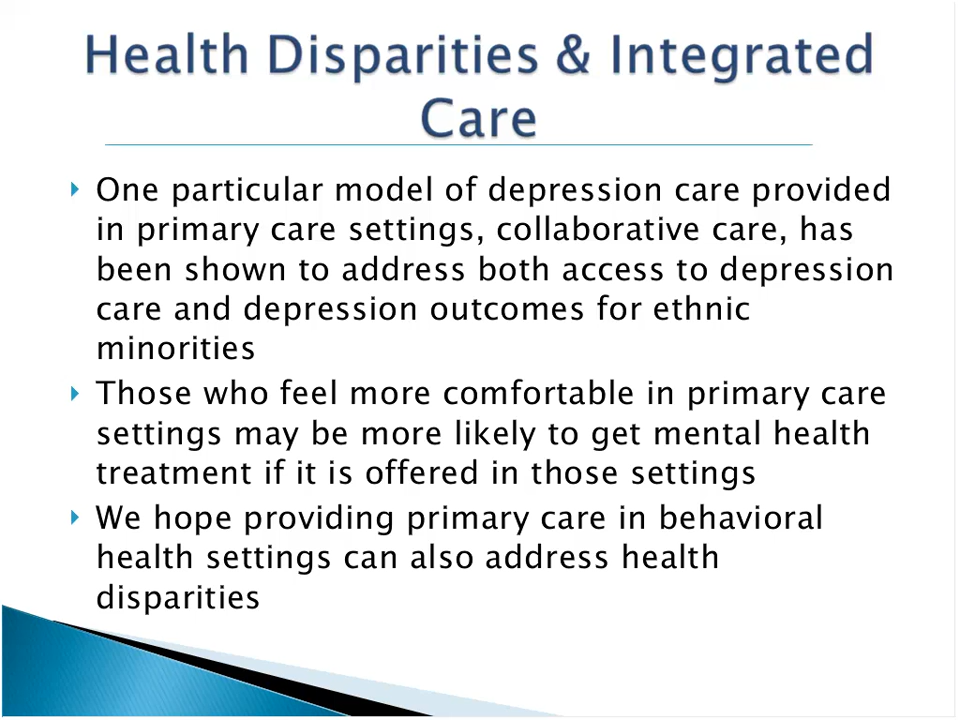 Health Disparities & Integrated
Care
One particular model of depression care provided
in primary care settings, collaborative care, has
been shown to address both access to depression
care and depression outcomes for ethnic
minorities
Those who feel more comfortable in primary care
settings may be more likely to get mental health
treatment if it is offered in those settings
We hope providing primary care in behavioral
health settings can also address health
disparities